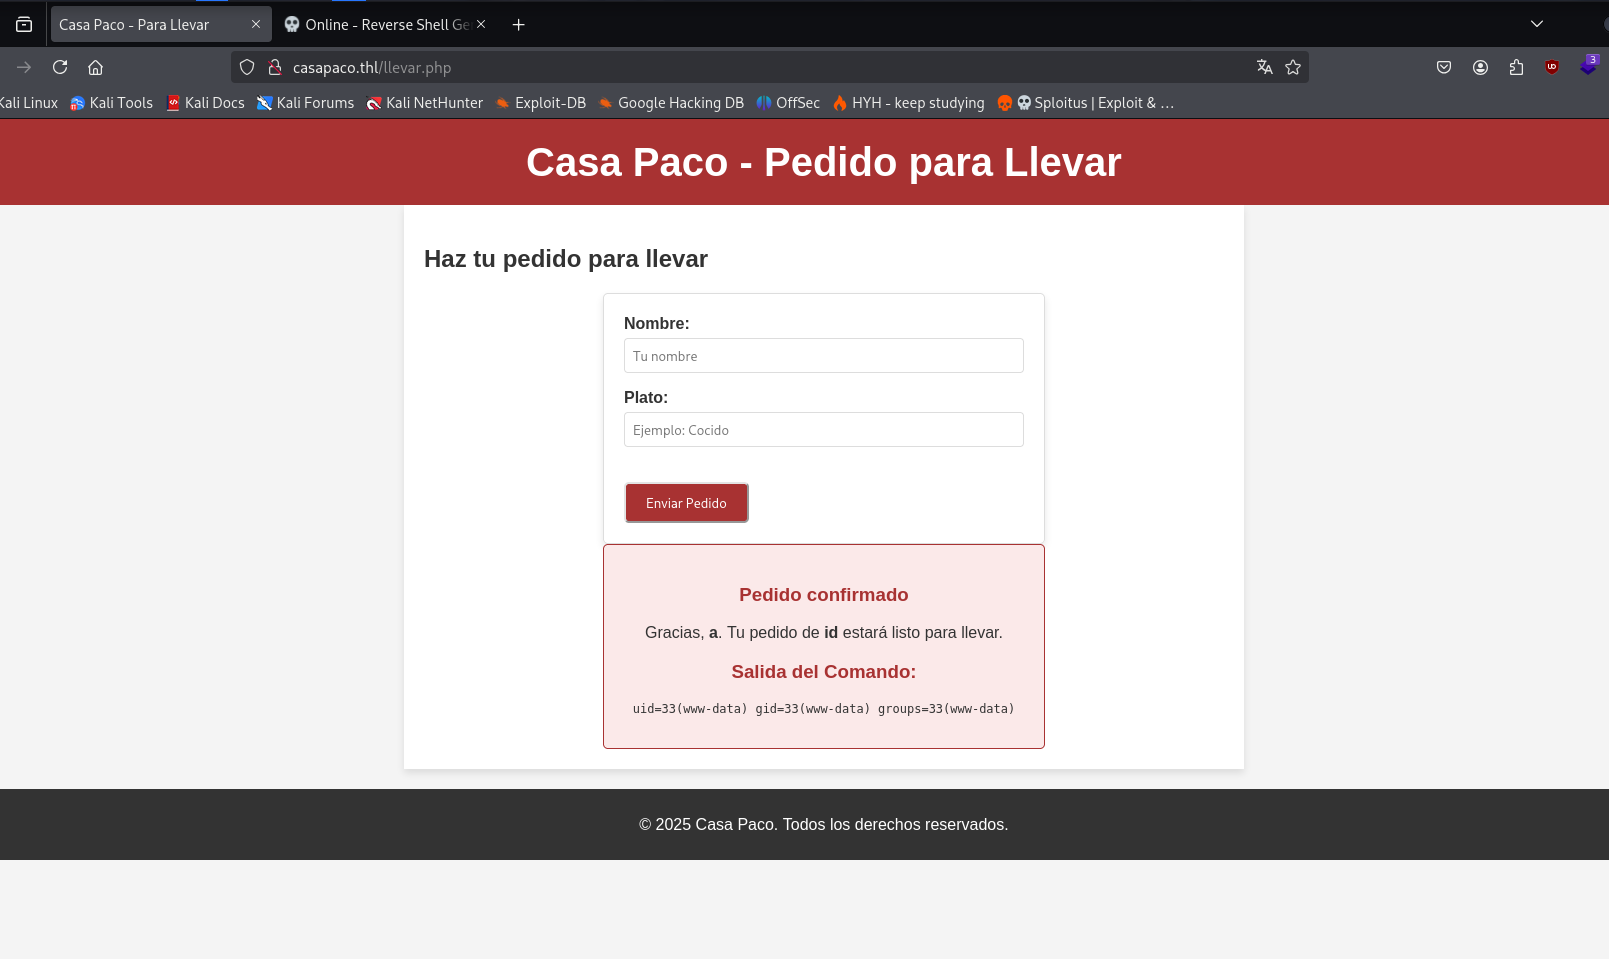 Casa Paco - Para Llevar
Online - Reverse Shell Ge
casapaco.thl/llevar.php
3
Kali Linux
Kali Tools
Kali Docs
Kali Forums
Kali NetHunter
Exploit-DB
Google Hacking DB
OffSec
HYH - keep studying
Sploitus | Exploit & …
Casa Paco - Pedido para Llevar
Haz tu pedido para llevar
Nombre:
Tu nombre
Plato:
Ejemplo: Cocido
Enviar Pedido
Pedido confirmado
Gracias, a. Tu pedido de id estará listo para llevar.
Salida del Comando:
uid=33(www-data) gid=33(www-data) groups=33(www-data)
© 2025 Casa Paco. Todos los derechos reservados.